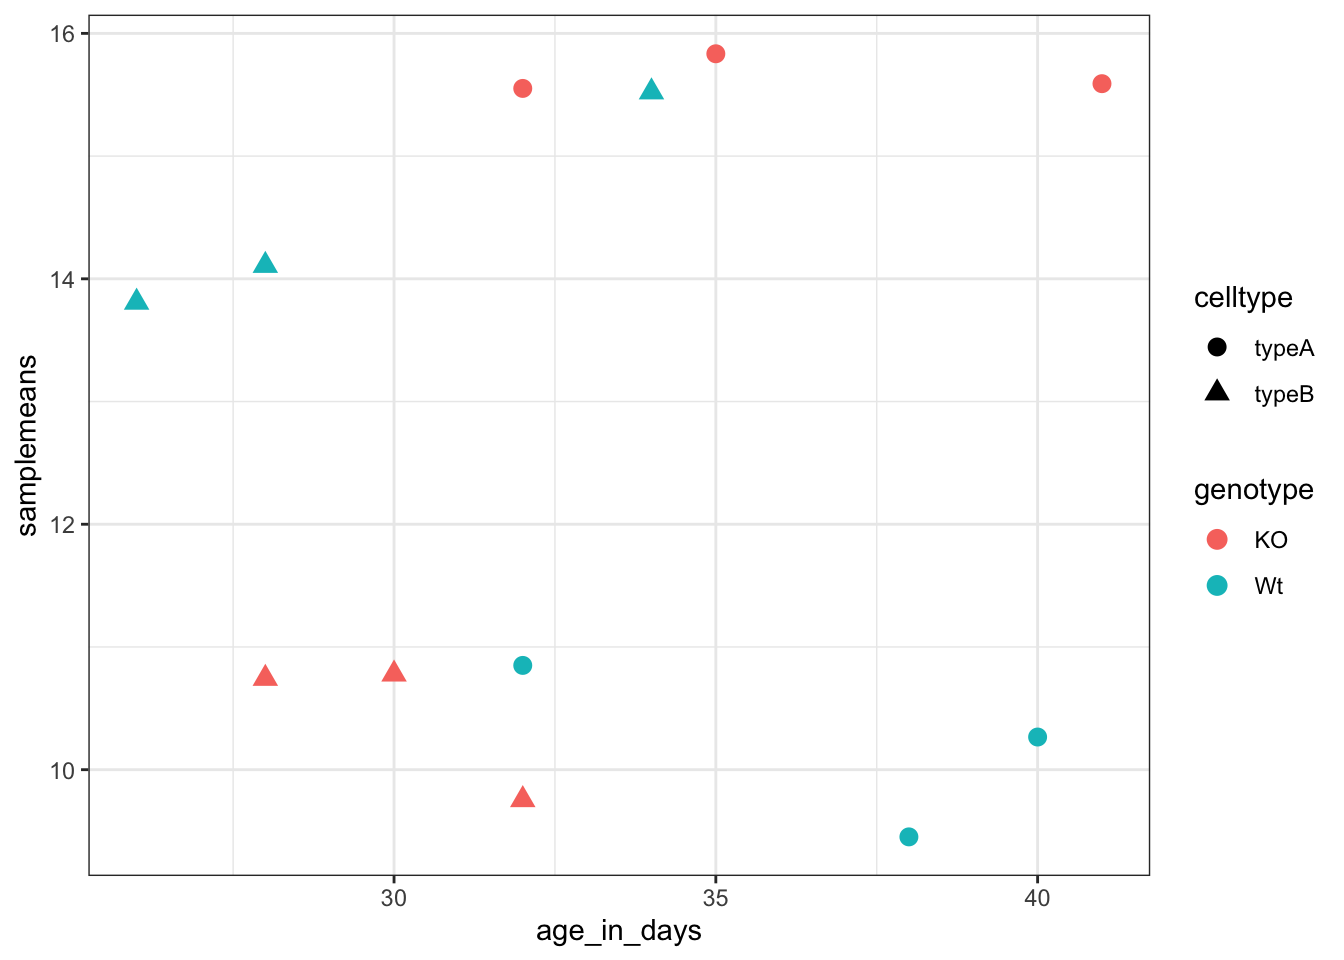 16
14
12
10
samplemeans
30 35 40
age_in_days
celltype
typeA
typeB
genotype
KO
Wt